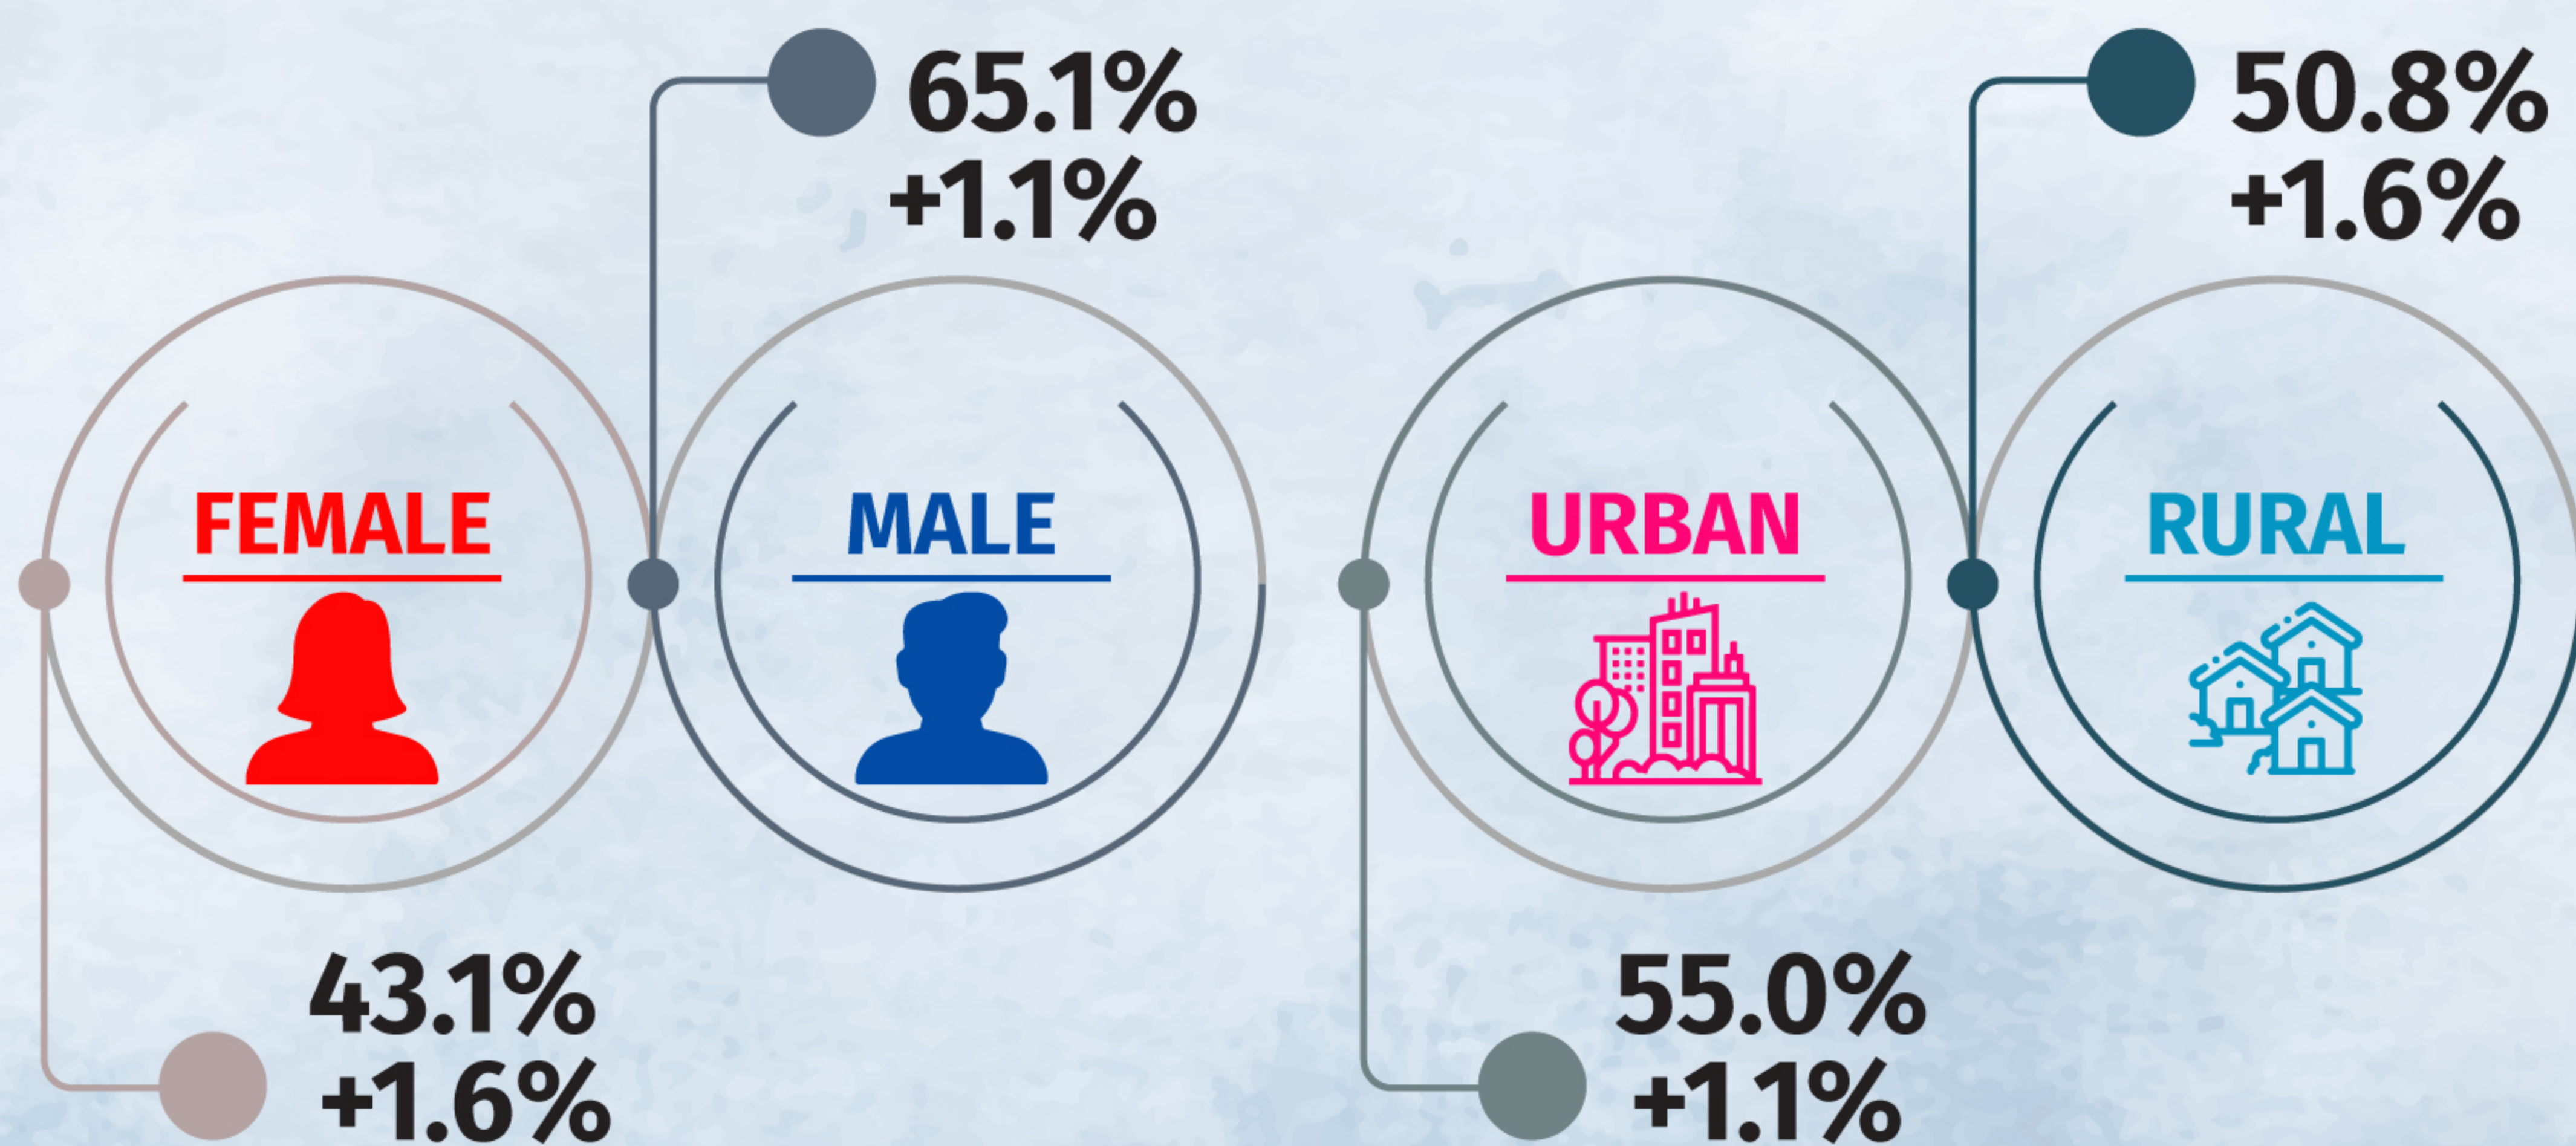 65.1%
+1.1%
50.8%
+1.6%
FEMALE
MALE
URBAN
RURAL
43.1%
+1.6%
55.0%
+1.1%